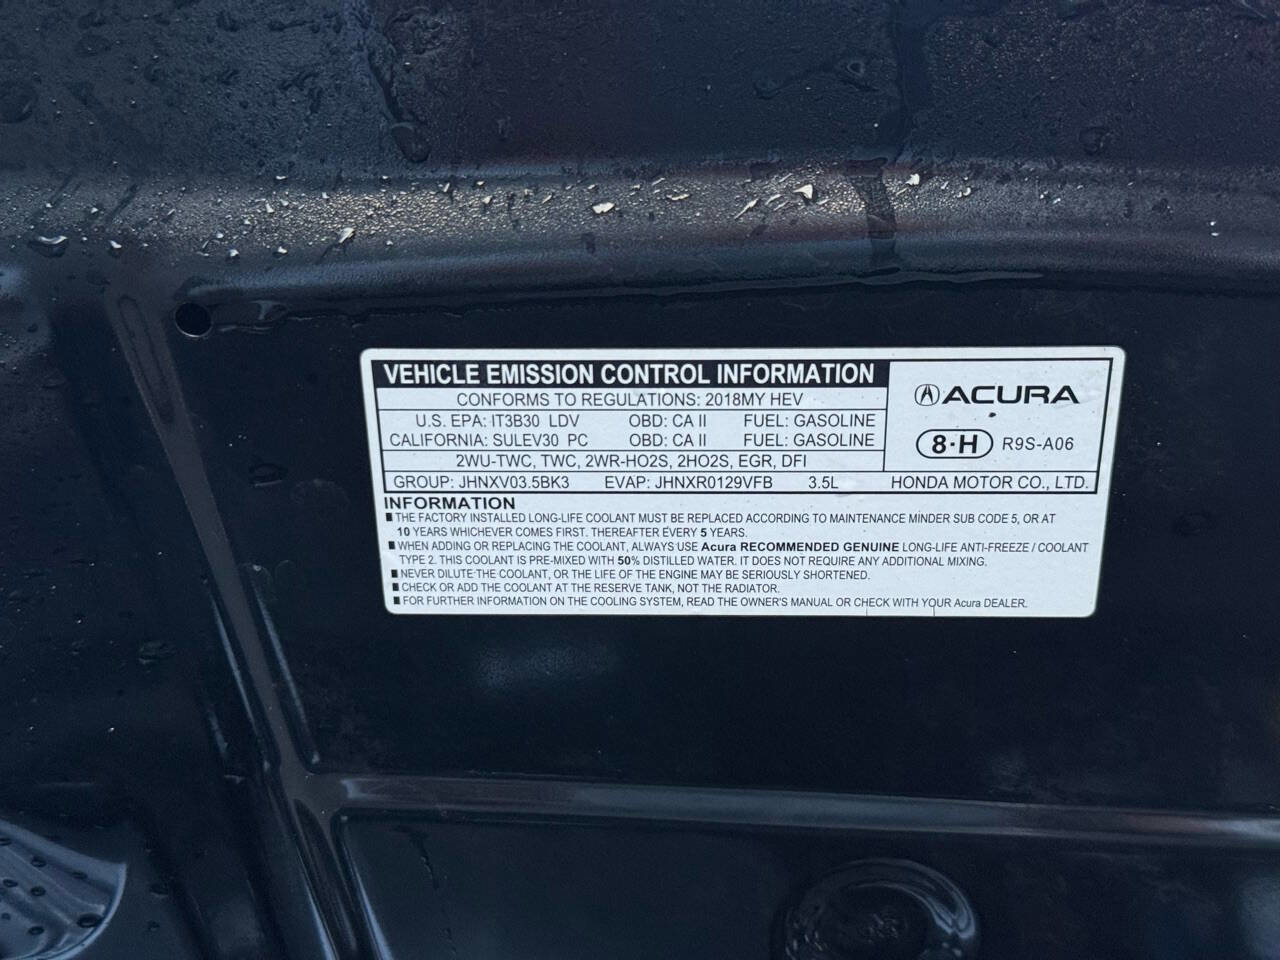 VEHICLE EMISSION CONTROL INFORMATION
CONFORMS TO REGULATIONS: 2018MY HEV
U.S. EPA: IT3B30 LDV OBD: CA II FUEL: GASOLINE
CALIFORNIA: SULEV30 PC OBD: CA II FUEL: GASOLINE
2WU-TWC, TWC, 2WR-HO2S, 2HO2S, EGR, DFI
GROUP: JHNXV03.5BK3 EVAP: JHNXR0129VFB 3.5L
ACURA
8·H R9S-A06
HONDA MOTOR CO., LTD.
INFORMATION
■ THE FACTORY INSTALLED LONG-LIFE COOLANT MUST BE REPLACED ACCORDING TO MAINTENANCE MINDER SUB CODE 5, OR AT
10 YEARS WHICHEVER COMES FIRST. THEREAFTER EVERY 5 YEARS.
■ WHEN ADDING OR REPLACING THE COOLANT, ALWAYS USE Acura RECOMMENDED GENUINE LONG-LIFE ANTI-FREEZE / COOLANT
TYPE 2. THIS COOLANT IS PRE-MIXED WITH 50% DISTILLED WATER. IT DOES NOT REQUIRE ANY ADDITIONAL MIXING.
■ NEVER DILUTE THE COOLANT, OR THE LIFE OF THE ENGINE MAY BE SERIOUSLY SHORTENED.
■ CHECK OR ADD THE COOLANT AT THE RESERVE TANK, NOT THE RADIATOR.
■ FOR FURTHER INFORMATION ON THE COOLING SYSTEM, READ THE OWNER'S MANUAL OR CHECK WITH YOUR Acura DEALER.